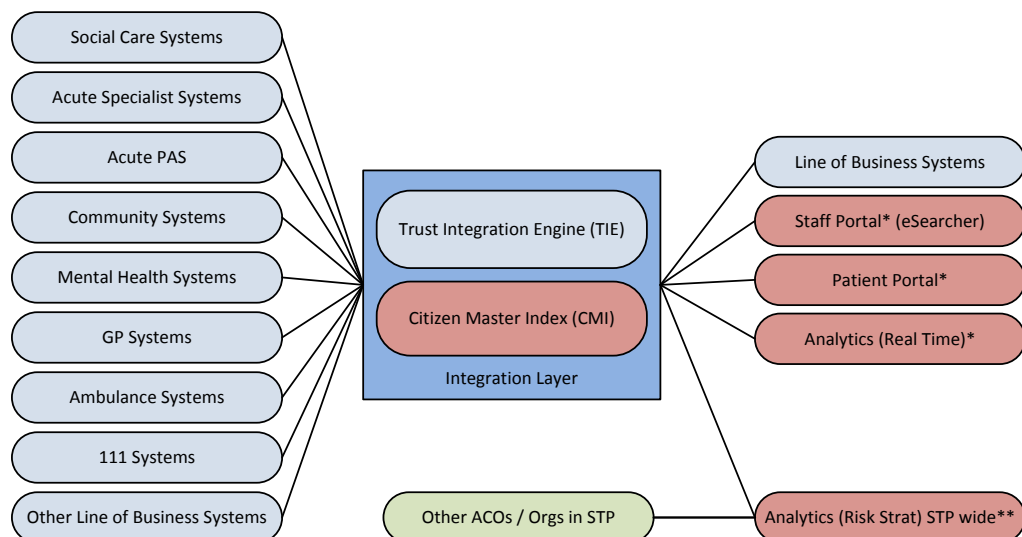 Social Care Systems
Acute Specialist Systems
Acute PAS
Community Systems
Mental Health Systems
GP Systems
Ambulance Systems
111 Systems
Other Line of Business Systems
Trust Integration Engine (TIE)
Citizen Master Index (CMI)
Integration Layer
Other ACOs / Orgs in STP
Line of Business Systems
Staff Portal* (eSearcher)
Patient Portal*
Analytics (Real Time)*
Analytics (Risk Strat) STP wide**